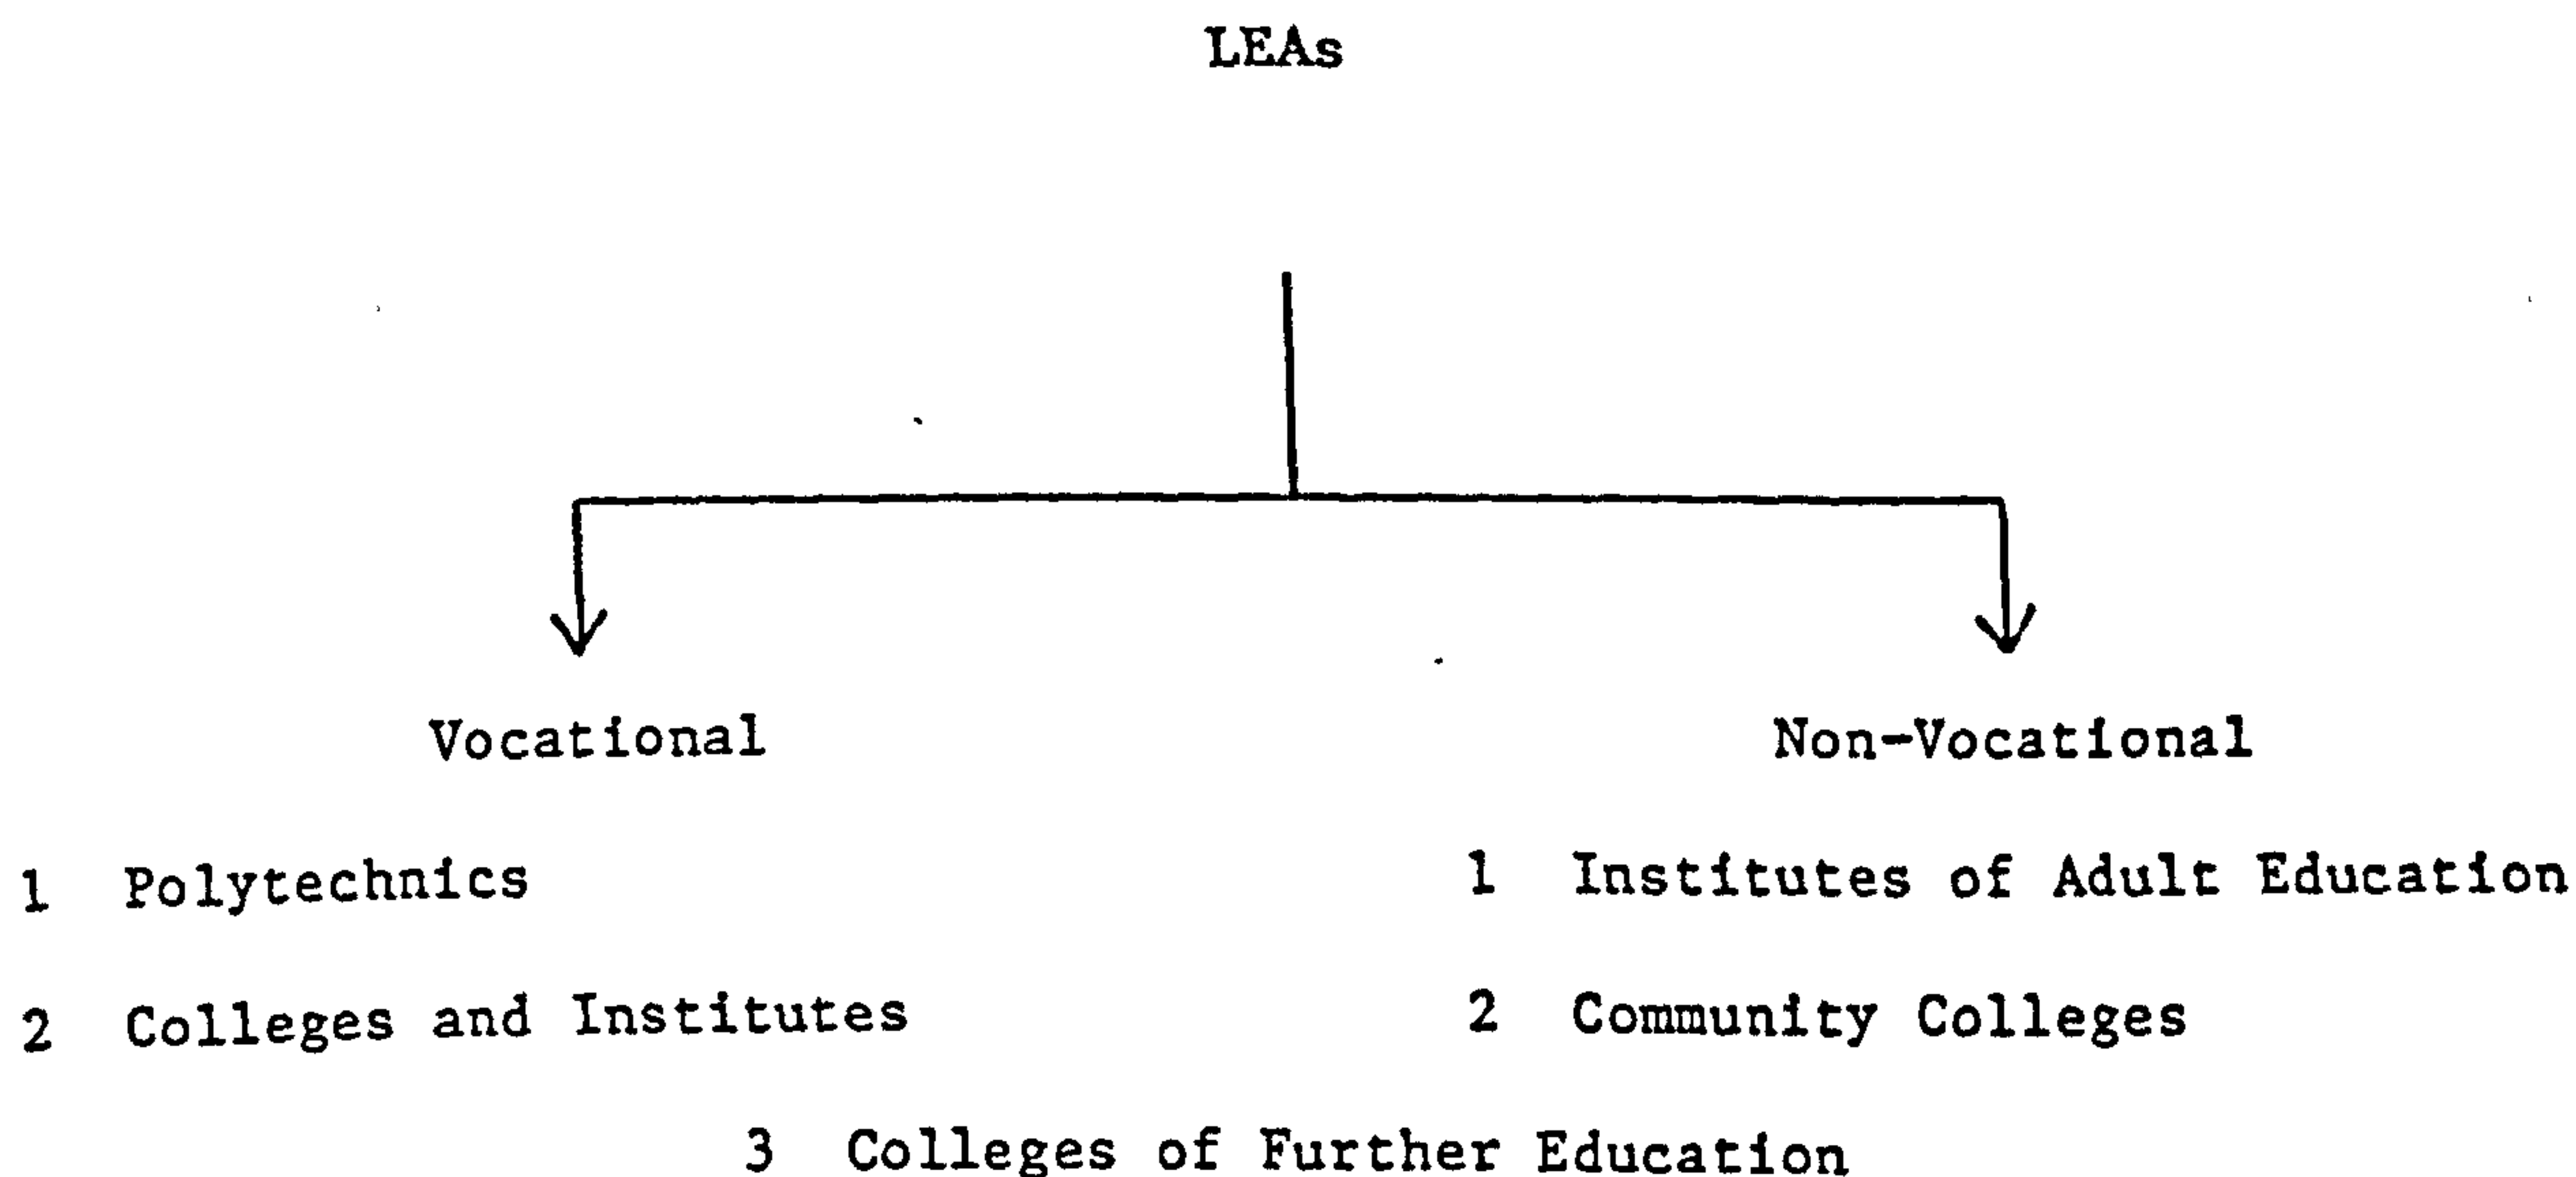 LEAs
Vocational
Non-Vocational
1 Polytechnics
1 Institutes of Adult Education
2 Colleges and Institutes
2 Community Colleges
3 Colleges of Further Education